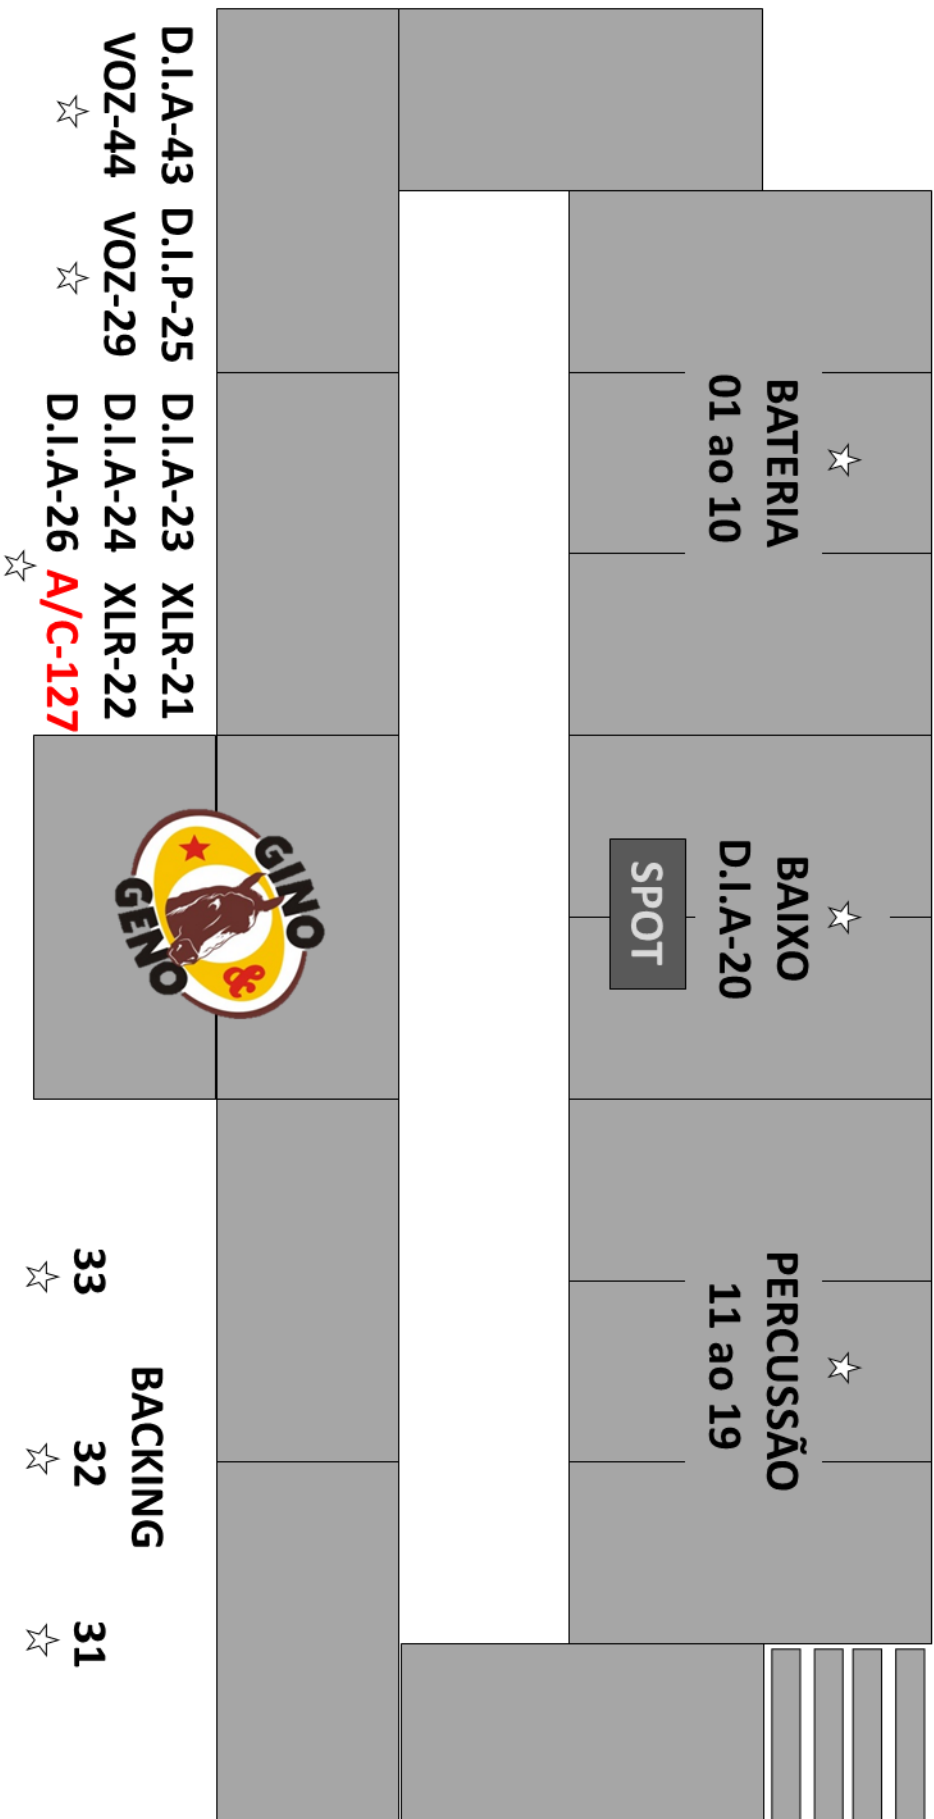 BATERIA
01 ao 10
BAIXO
D.I.A-20
SPOT
PERCUSSÃO
11 ao 19
GINO
&
GENO
D.I.A-43 D.I.P-25 D.I.A-23 XLR-21
VOZ-44 VOZ-29 D.I.A-24 XLR-22
D.I.A-26 A/C-127
BACKING
33 32 31